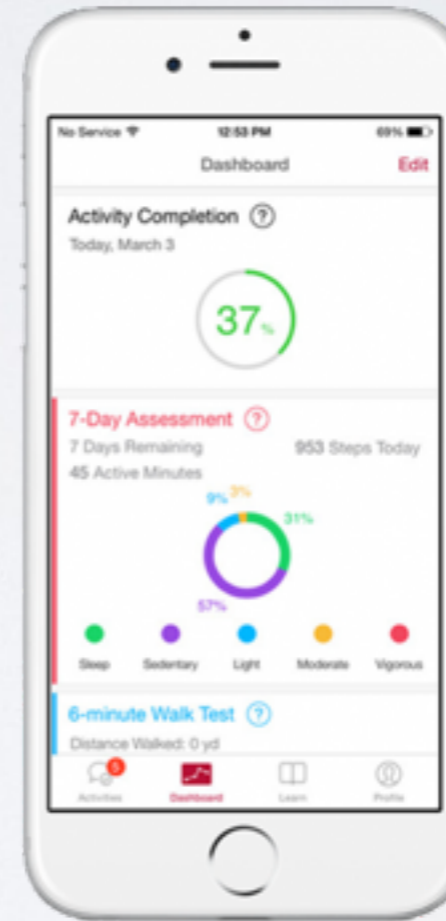 No Service 12:53 PM 69%
Dashboard Edit
Activity Completion ?
Today, March 3
37%
7-Day Assessment ?
7 Days Remaining 953 Steps Today
45 Active Minutes
9% 3%
31%
57%
Sleep Sedentary Light Moderate Vigorous
6-minute Walk Test ?
Distance Walked: 0 yd
5
Activities Dashboard Learn Profile